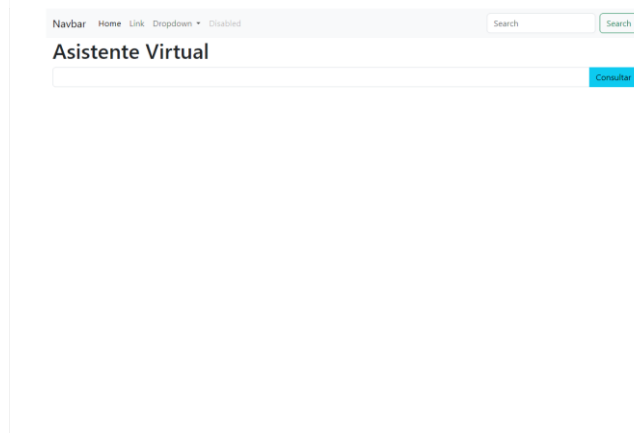 Navbar Home Link Dropdown Disabled Search Search
Asistente Virtual
Consultar